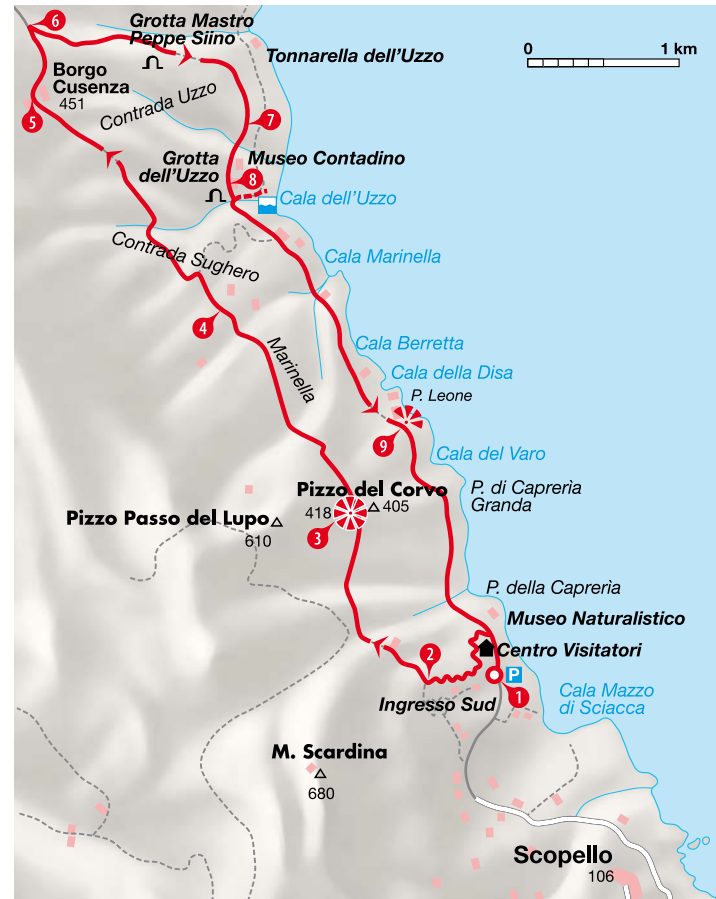 6
Grotta Mastro
Peppe Siino
Tonnarella dell'Uzzo
0
1 km
Borgo
Cusenza
451
5
Contrada Uzzo
7
Grotta
dell'Uzzo
Museo Contadino
8
Cala dell'Uzzo
Contrada Sughero
Cala Marinella
4
Marinella
Cala Berretta
Cala della Disa
P. Leone
9
Cala del Varo
Pizzo del Corvo
418
405
3
P. di Caprerìa
Granda
Pizzo Passo del Lupo
610
P. della Caprerìa
Museo Naturalistico
Centro Visitatori
2
P
1
Ingresso Sud
Cala Mazzo
di Sciacca
M. Scardina
680
Scopello
106